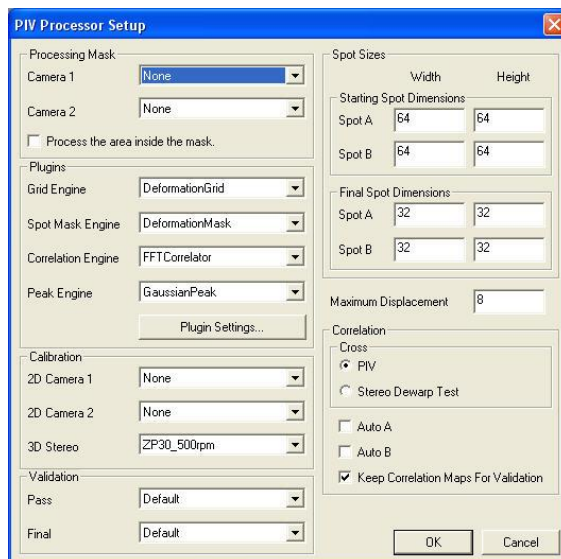 PIV Processor Setup
Processing Mask
Camera 1 None
Camera 2 None
Process the area inside the mask.
Plugins
Grid Engine DeformationGrid
Spot Mask Engine DeformationMask
Correlation Engine FFTCorrelator
Peak Engine GaussianPeak
Plugin Settings...
Calibration
2D Camera 1 None
2D Camera 2 None
3D Stereo ZP30_500rpm
Validation
Pass Default
Final Default
Spot Sizes
Width Height
Starting Spot Dimensions
Spot A 64 64
Spot B 64 64
Final Spot Dimensions
Spot A 32 32
Spot B 32 32
Maximum Displacement 8
Correlation
Cross
PIV
Stereo Dewarp Test
Auto A
Auto B
Keep Correlation Maps For Validation
OK Cancel